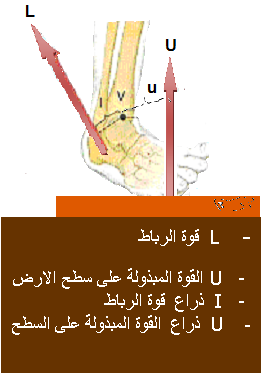 L
U
u
v
I
- L قوة الرباط
- U القوة المبذولة على سطح الارض
- I ذراع قوة الرباط
- U ذراع القوة المبذولة على السطح